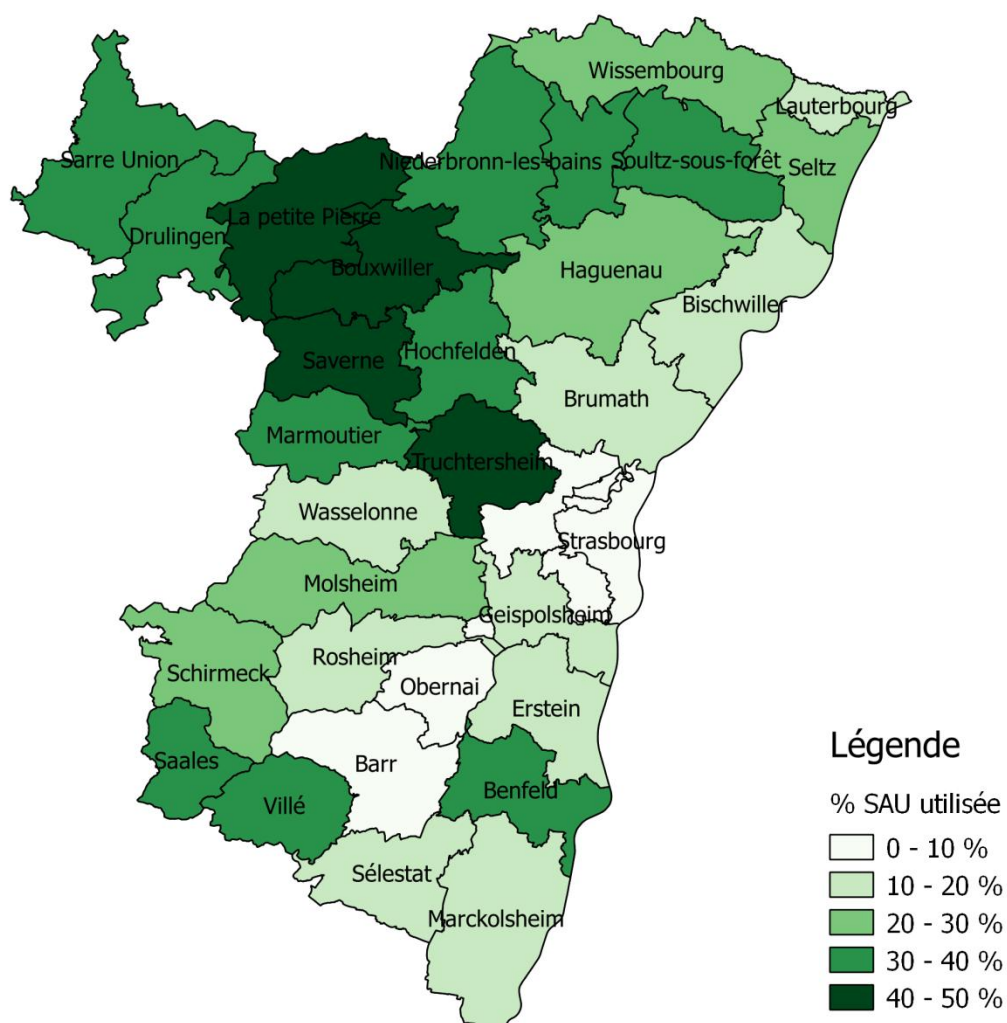 Wissembourg
Lauterbourg
Sarre Union
Niederbronn-les-bains
Soultz-sous-forêt
Seltz
La petite Pierre
Drulingen
Bouxwiller
Haguenau
Bischwiller
Saverne
Hochfelden
Brumath
Marmoutier
Truchtersheim
Wasselonne
Strasbourg
Molsheim
Geispolsheim
Rosheim
Schirmeck
Obernai
Erstein
Saales
Barr
Benfeld
Villé
Sélestat
Marckolsheim
Légende
% SAU utilisée
0 - 10 %
10 - 20 %
20 - 30 %
30 - 40 %
40 - 50 %